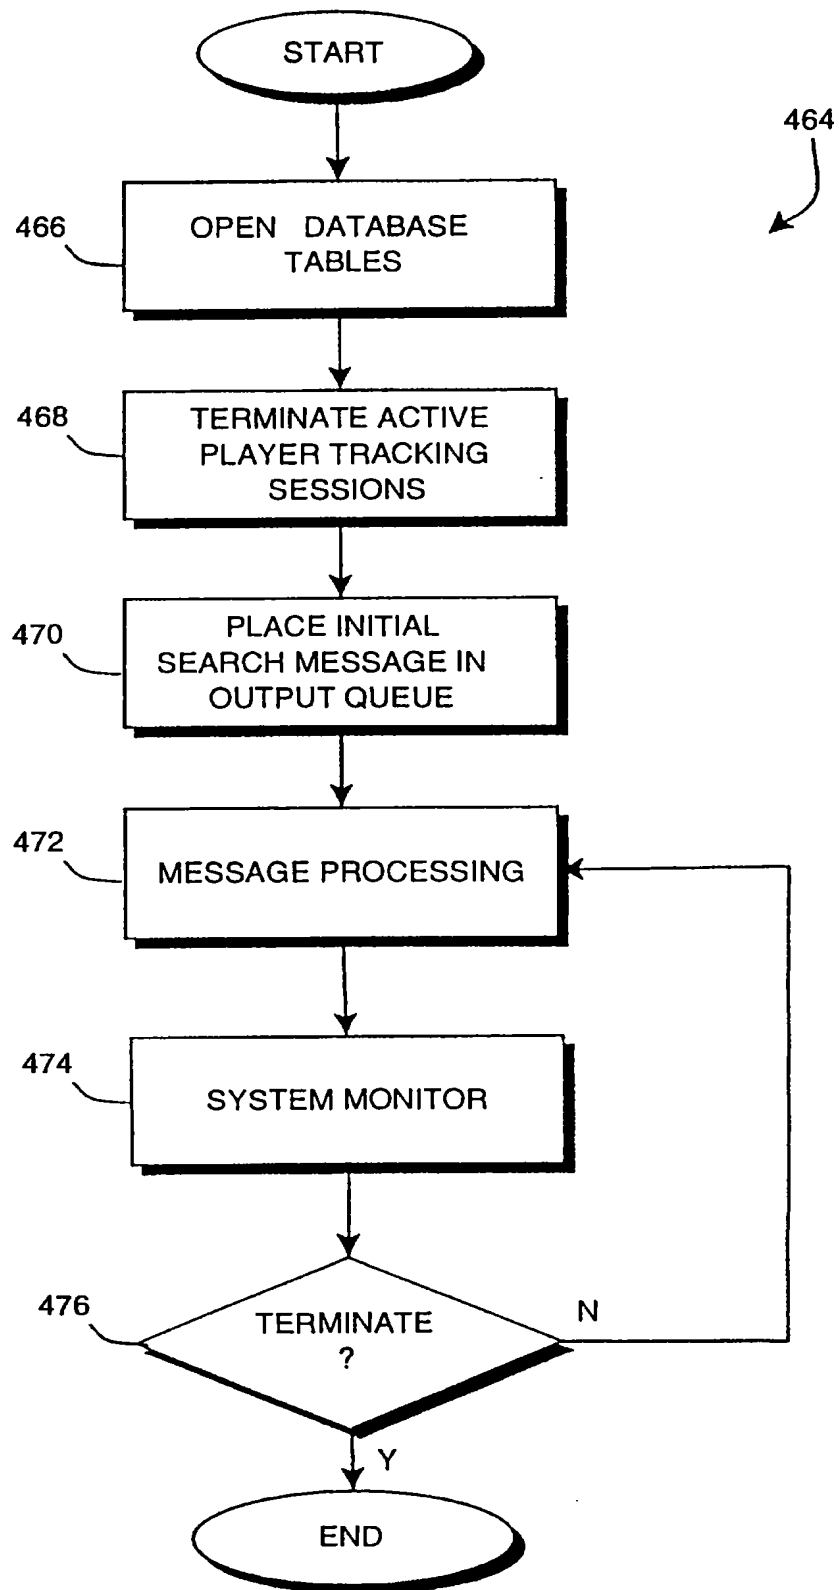 START
464
466
OPEN DATABASE
TABLES
468
TERMINATE ACTIVE
PLAYER TRACKING
SESSIONS
470
PLACE INITIAL
SEARCH MESSAGE IN
OUTPUT QUEUE
472
MESSAGE PROCESSING
474
SYSTEM MONITOR
476
TERMINATE
?
N
Y
END